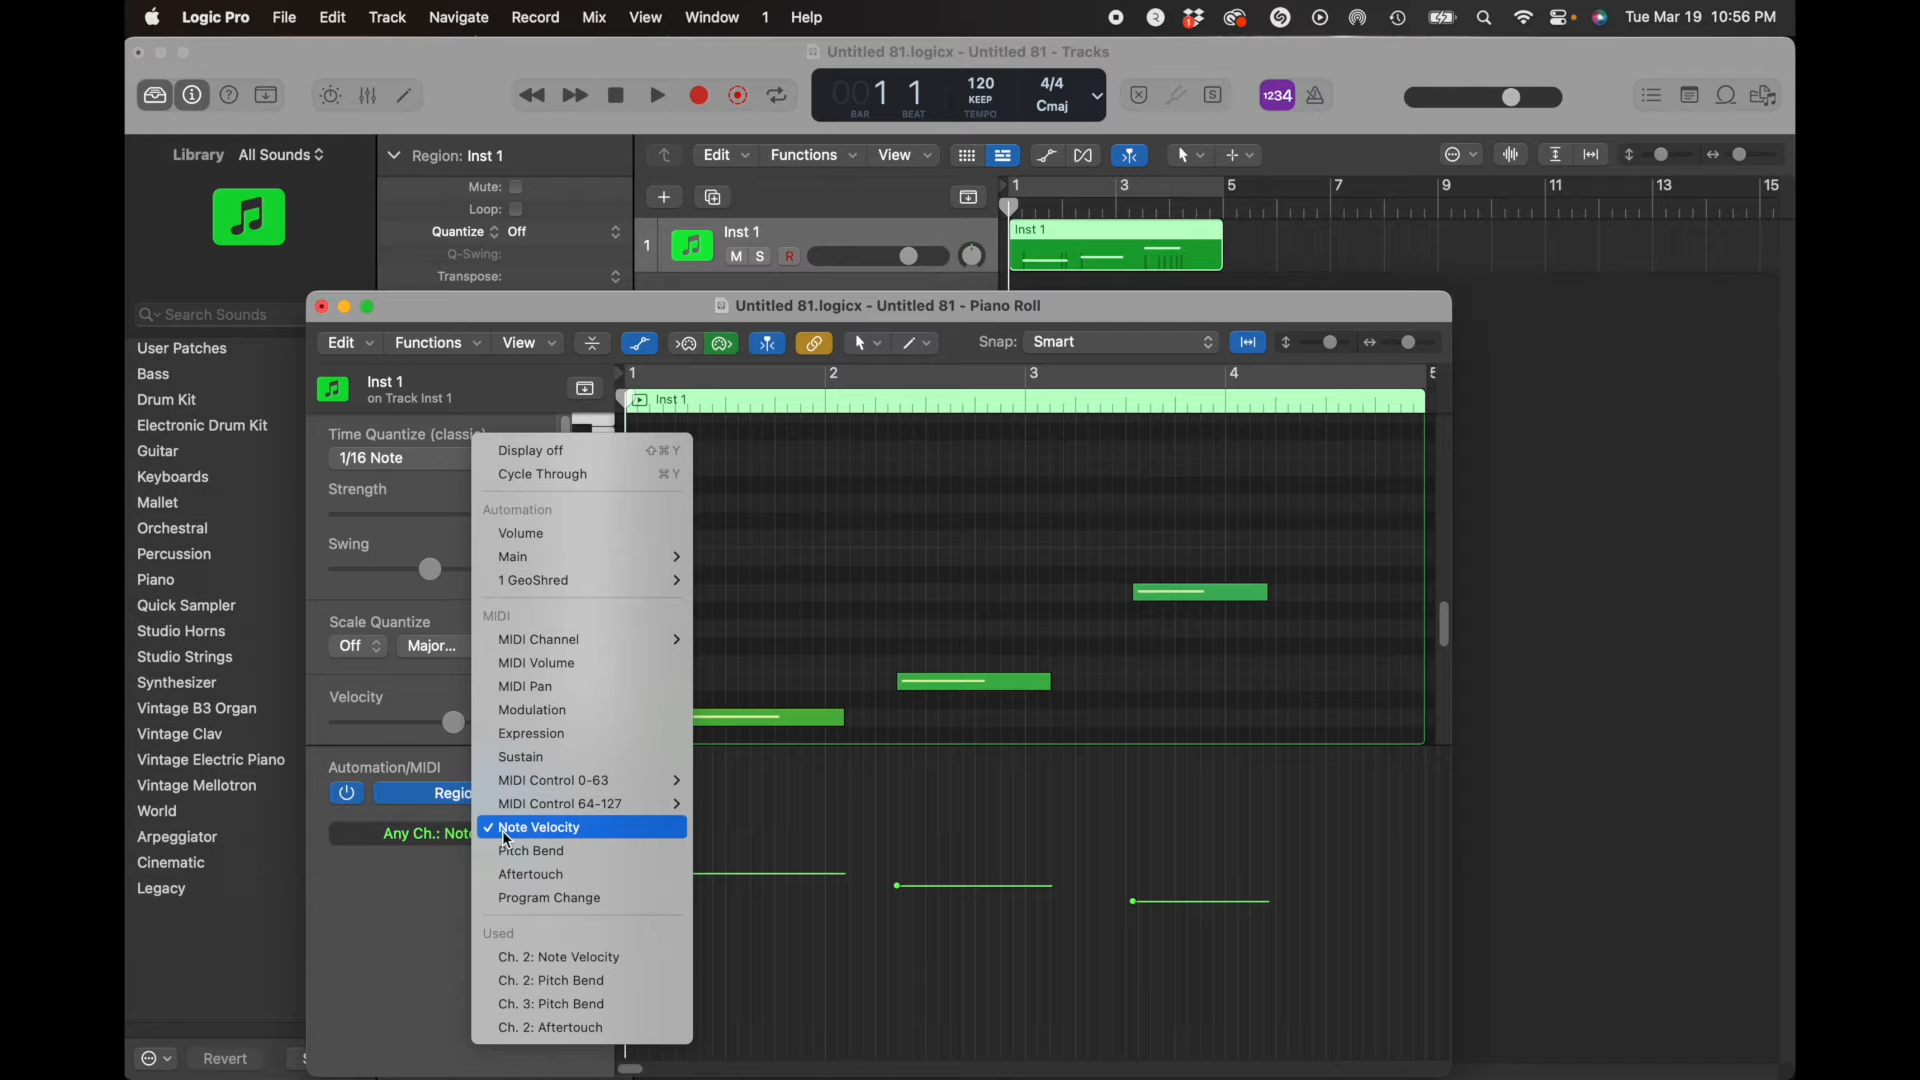 Logic Pro File Edit Track Navigate Record Mix View Window 1 Help Tue Mar 19 10:56 PM
Untitled 81.logicx - Untitled 81 - Tracks
001 1 120 4/4 1234
KEEP Cmaj
BAR BEAT TEMPO
Library All Sounds Region: Inst 1 Edit Functions View
Mute:
Loop:
Quantize Off
Q-Swing:
Transpose:
1 3 5 7 9 11 13 15
1 Inst 1
M S R
Inst 1
Search Sounds
User Patches
Bass
Drum Kit
Electronic Drum Kit
Guitar
Keyboards
Mallet
Orchestral
Percussion
Piano
Quick Sampler
Studio Horns
Studio Strings
Synthesizer
Vintage B3 Organ
Vintage Clav
Vintage Electric Piano
Vintage Mellotron
World
Arpeggiator
Cinematic
Legacy
Revert S
Untitled 81.logicx - Untitled 81 - Piano Roll
Edit Functions View Snap: Smart
Inst 1
on Track Inst 1
1 2 3 4 5
Inst 1
Time Quantize (classic)
1/16 Note
Strength
Swing
Scale Quantize
Off Major...
Velocity
Automation/MIDI
Regio
Any Ch.: Note
Display off ⇧⌘Y
Cycle Through ⌘Y
Automation
Volume
Main
1 GeoShred
MIDI
MIDI Channel
MIDI Volume
MIDI Pan
Modulation
Expression
Sustain
MIDI Control 0-63
MIDI Control 64-127
✓ Note Velocity
Pitch Bend
Aftertouch
Program Change
Used
Ch. 2: Note Velocity
Ch. 2: Pitch Bend
Ch. 3: Pitch Bend
Ch. 2: Aftertouch